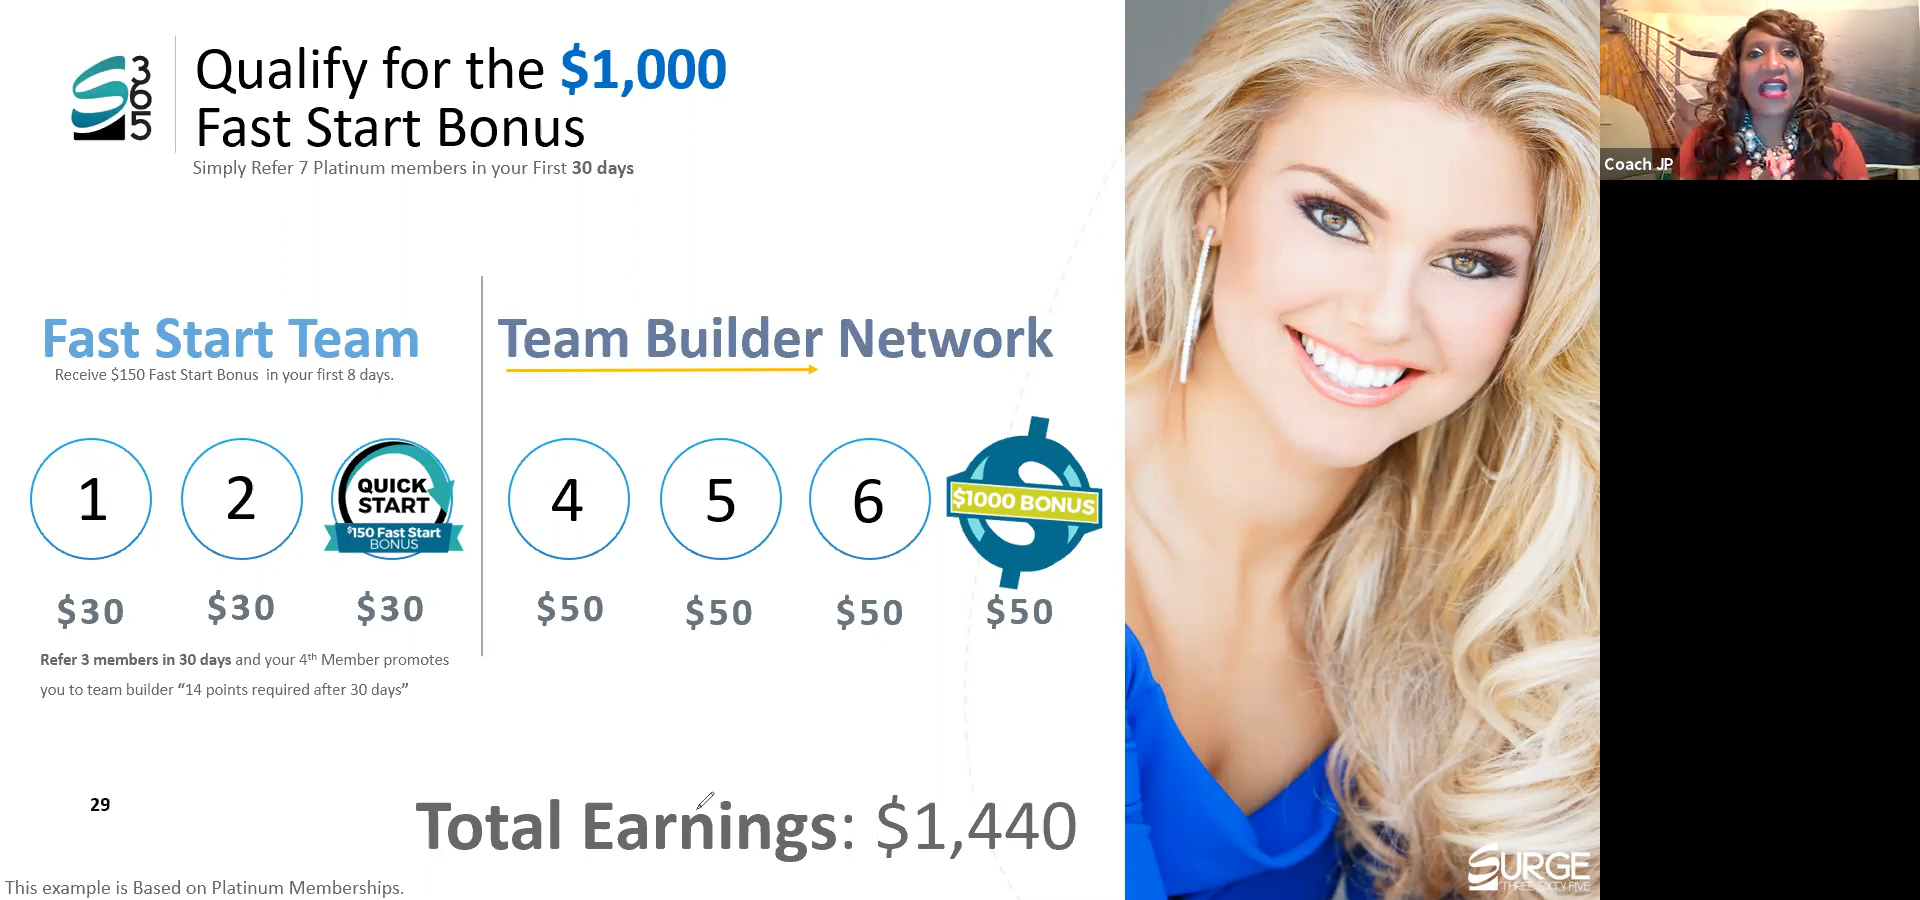 365
Qualify for the $1,000
Fast Start Bonus
Simply Refer 7 Platinum members in your First 30 days
Fast Start Team
Receive $150 Fast Start Bonus in your first 8 days.
Team Builder Network
1
2
QUICK
START
$150 Fast Start
BONUS
4
5
6
$1000 BONUS
$30
$30
$30
$50
$50
$50
$50
Refer 3 members in 30 days and your 4th Member promotes
you to team builder “14 points required after 30 days”
29
Total Earnings: $1,440
This example is Based on Platinum Memberships.
SURGE
THREE SIXTY FIVE
Coach JP